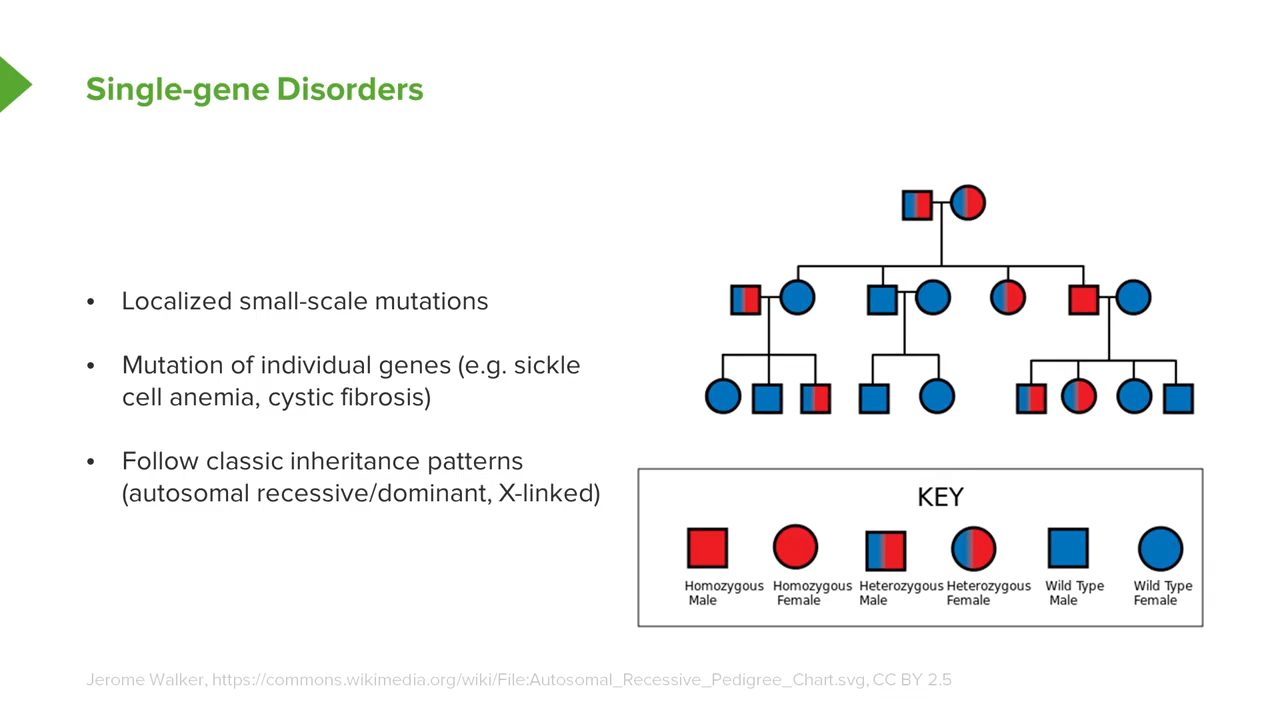 Single-gene Disorders
• Localized small-scale mutations
• Mutation of individual genes (e.g. sickle
cell anemia, cystic fibrosis)
• Follow classic inheritance patterns
(autosomal recessive/dominant, X-linked)
KEY
Homozygous Male
Homozygous Female
Heterozygous Male
Heterozygous Female
Wild Type Male
Wild Type Female
Jerome Walker, https://commons.wikimedia.org/wiki/File:Autosomal_Recessive_Pedigree_Chart.svg, CC BY 2.5